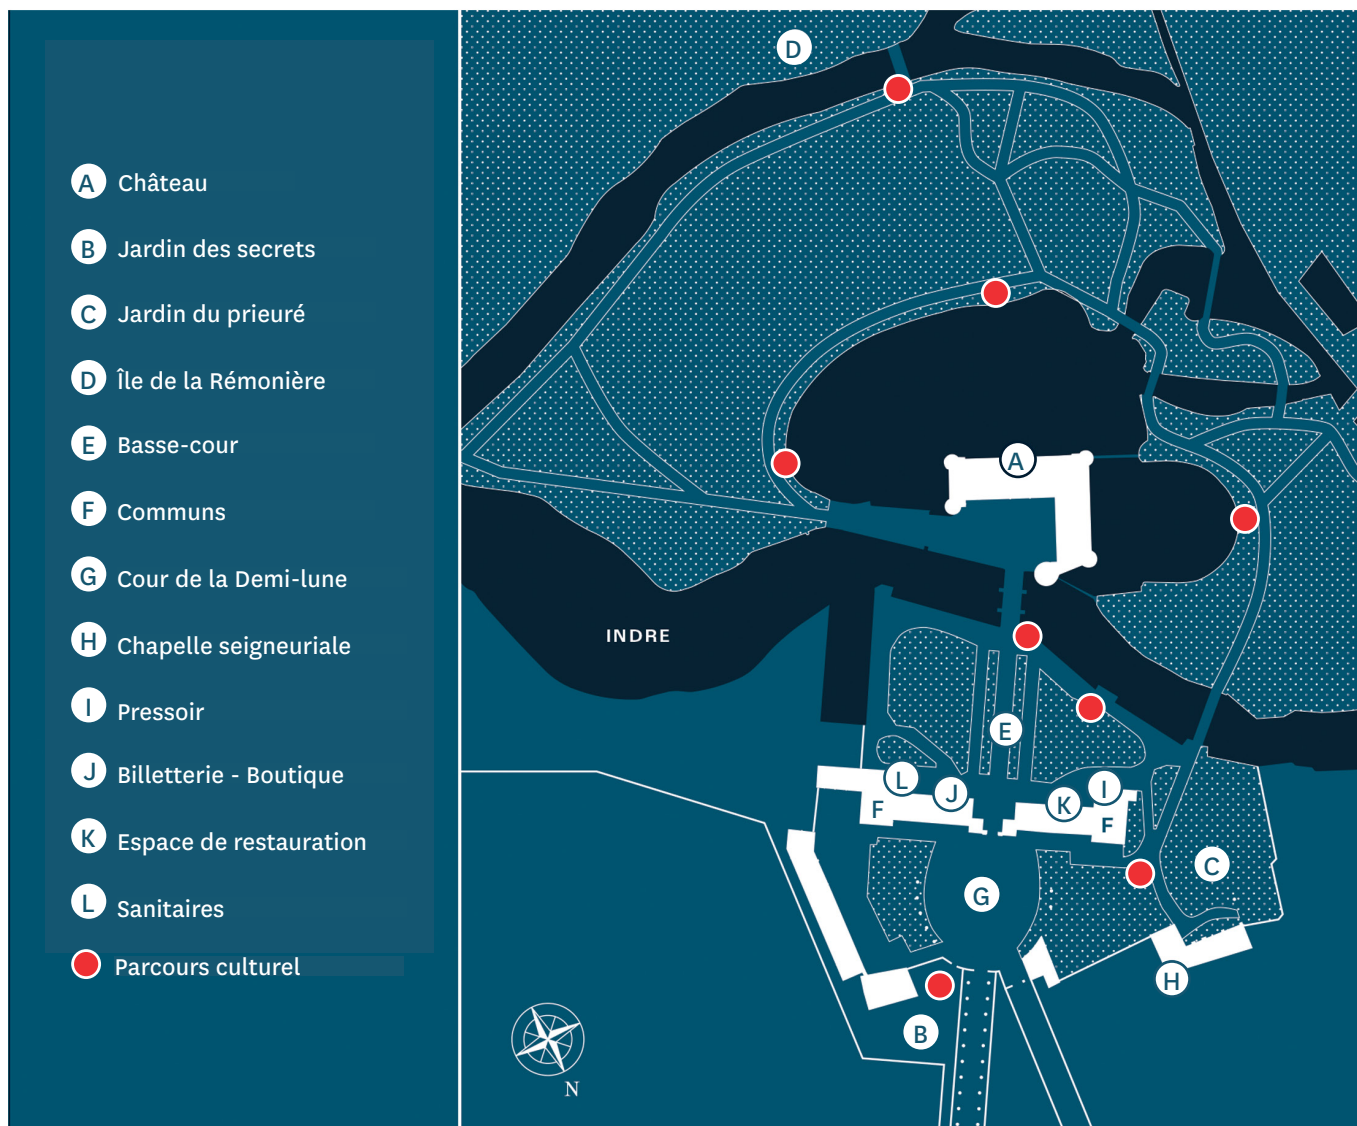 A Château
B Jardin des secrets
C Jardin du prieuré
D Île de la Rémonière
E Basse-cour
F Communs
G Cour de la Demi-lune
H Chapelle seigneuriale
I Pressoir
J Billetterie - Boutique
K Espace de restauration
L Sanitaires
Parcours culturel
N
D
A
INDRE
E
L
J
I
K
F
F
C
G
H
B